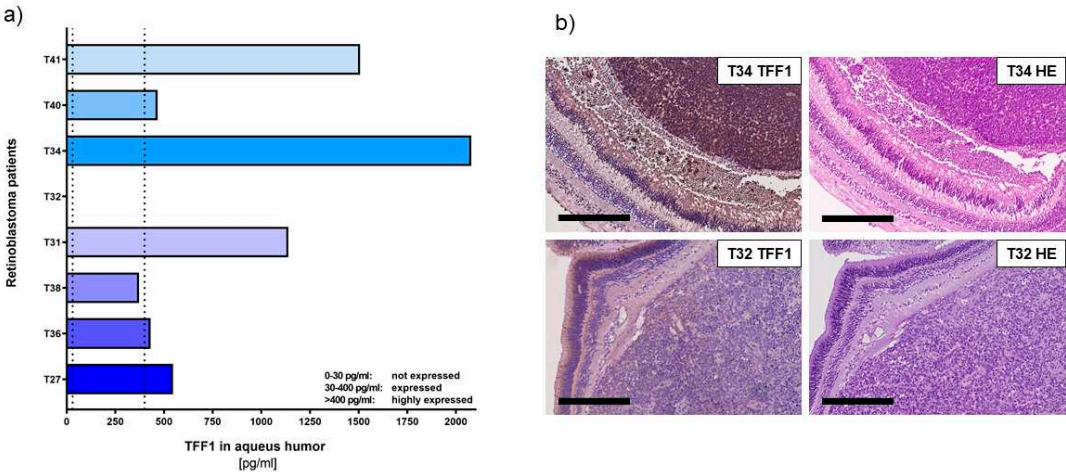 a)
Retinoblastoma patients
T41
T40
T34
T32
T31
T38
T36
T27
0-30 pg/ml: not expressed
30-400 pg/ml: expressed
>400 pg/ml: highly expressed
0 250 500 750 1000 1250 1500 1750 2000
TFF1 in aqueus humor
[pg/ml]
b)
T34 TFF1
T34 HE
T32 TFF1
T32 HE